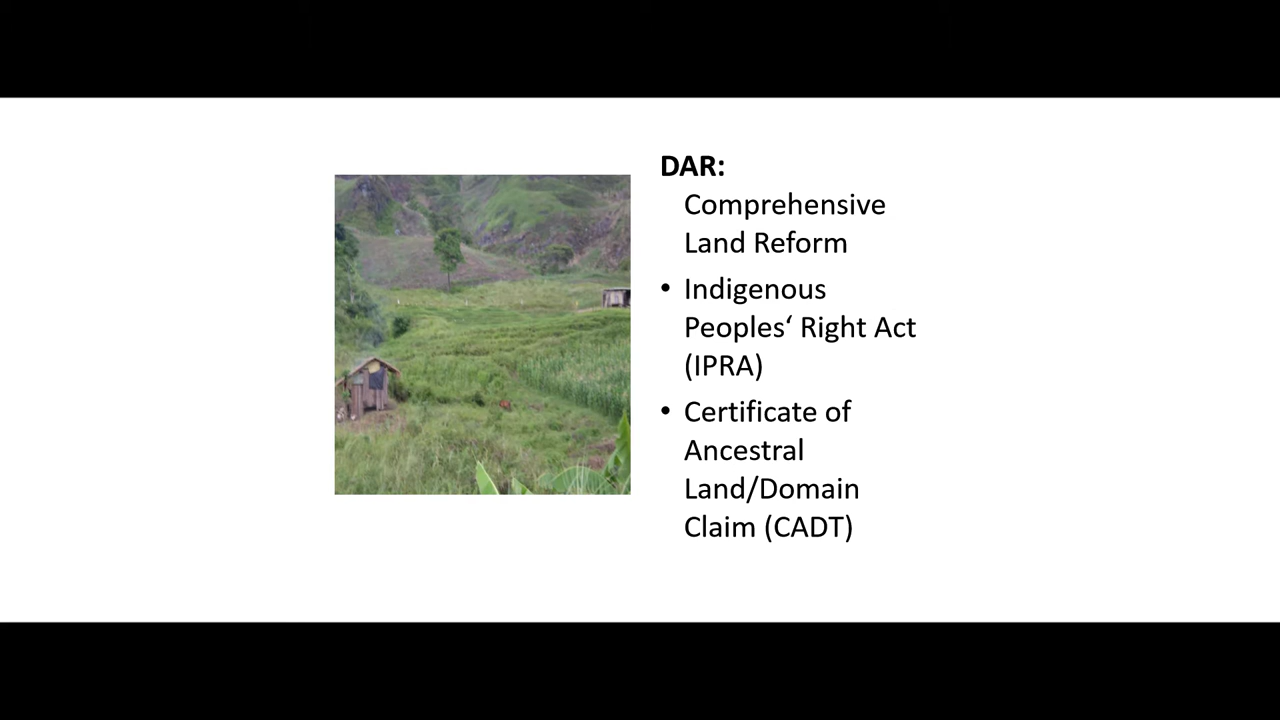 DAR:
Comprehensive
Land Reform
• Indigenous
Peoples‘ Right Act
(IPRA)
• Certificate of
Ancestral
Land/Domain
Claim (CADT)